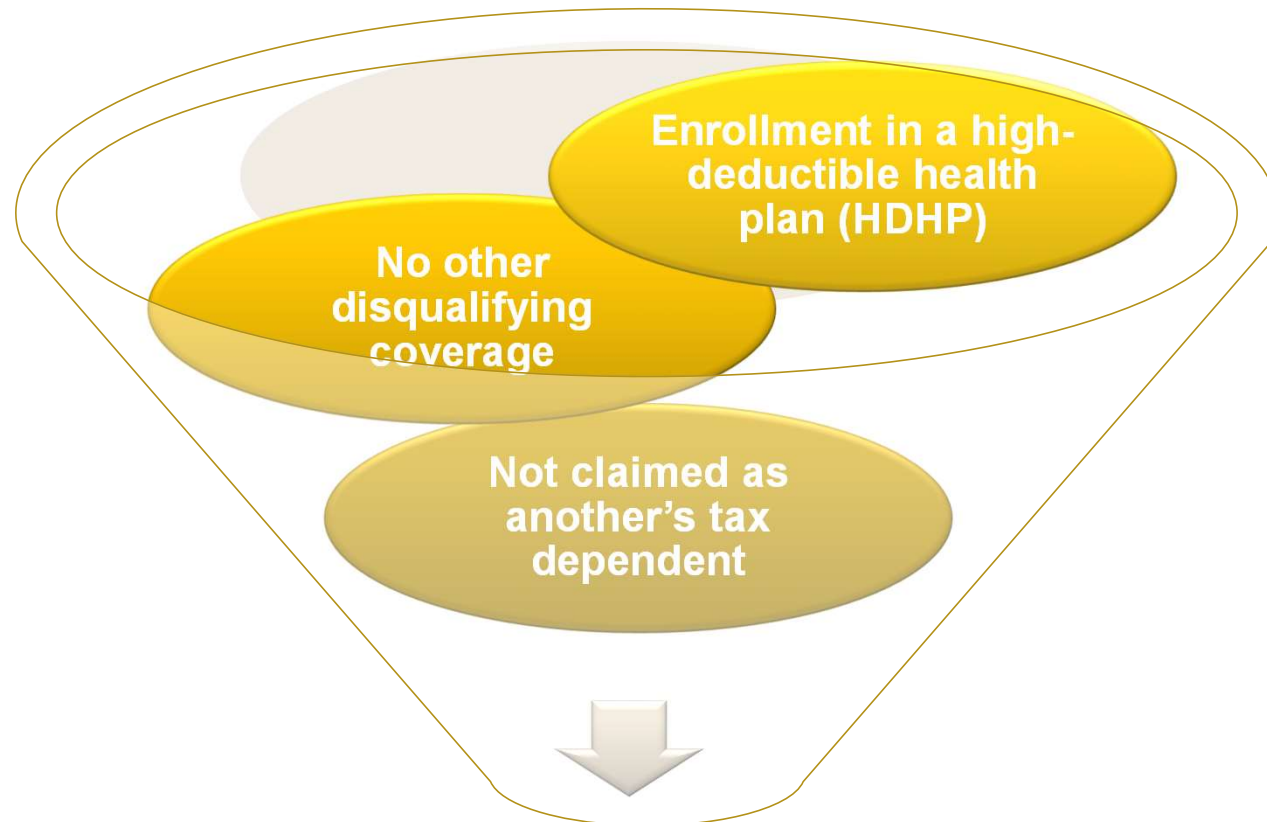 Enrollment in a high-
deductible health
plan (HDHP)
No other
disqualifying
coverage
Not claimed as
another’s tax
dependent